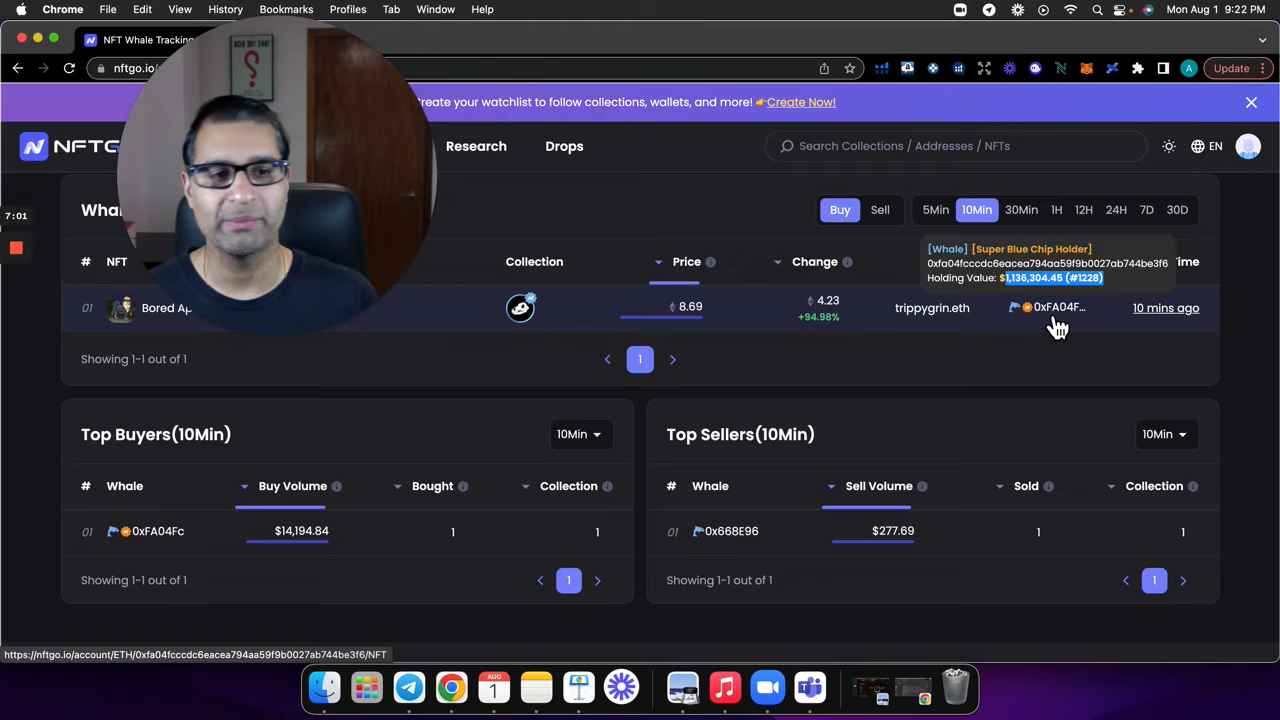 Chrome File Edit View History Bookmarks Profiles Tab Window Help Mon Aug 1 9:22 PM
NFT Whale Tracking
nftgo.io/ A Update
create your watchlist to follow collections, wallets, and more! 👉Create Now!
NFTG Research Drops Search Collections / Addresses / NFTs EN
7:01
Buy Sell 5Min 10Min 30Min 1H 12H 24H 7D 30D
[Whale] [Super Blue Chip Holder]
0xfa04fcccdc6eacea794aa59f9b0027ab744be3f6
Holding Value: $1,136,304.45 (#1228)
# NFT Collection Price Change Time
01 Bored Ap 8.69 4.23 +94.98% trippygrin.eth 0xFA04F... 10 mins ago
Showing 1-1 out of 1 1
Top Buyers(10Min) 10Min
# Whale Buy Volume Bought Collection
01 0xFA04Fc $14,194.84 1 1
Showing 1-1 out of 1 1
Top Sellers(10Min) 10Min
# Whale Sell Volume Sold Collection
01 0x668E96 $277.69 1 1
Showing 1-1 out of 1 1
https://nftgo.io/account/ETH/0xfa04fcccdc6eacea794aa59f9b0027ab744be3f6/NFT
AUG
1